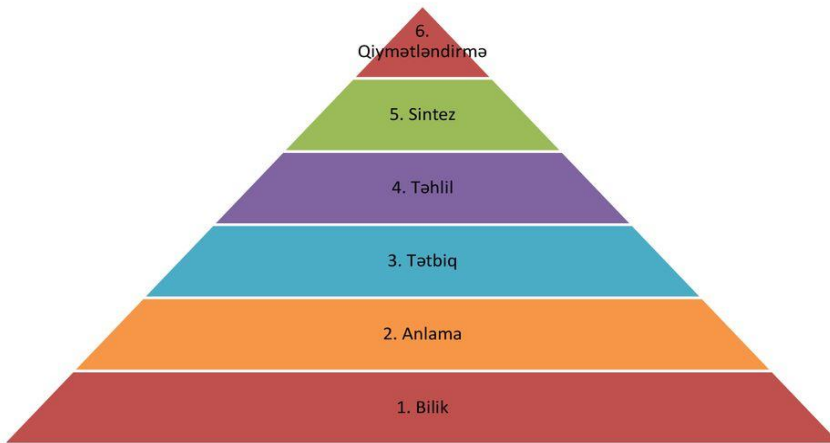 6.
Qiymətləndirmə
5. Sintez
4. Təhlil
3. Tətbiq
2. Anlama
1. Bilik